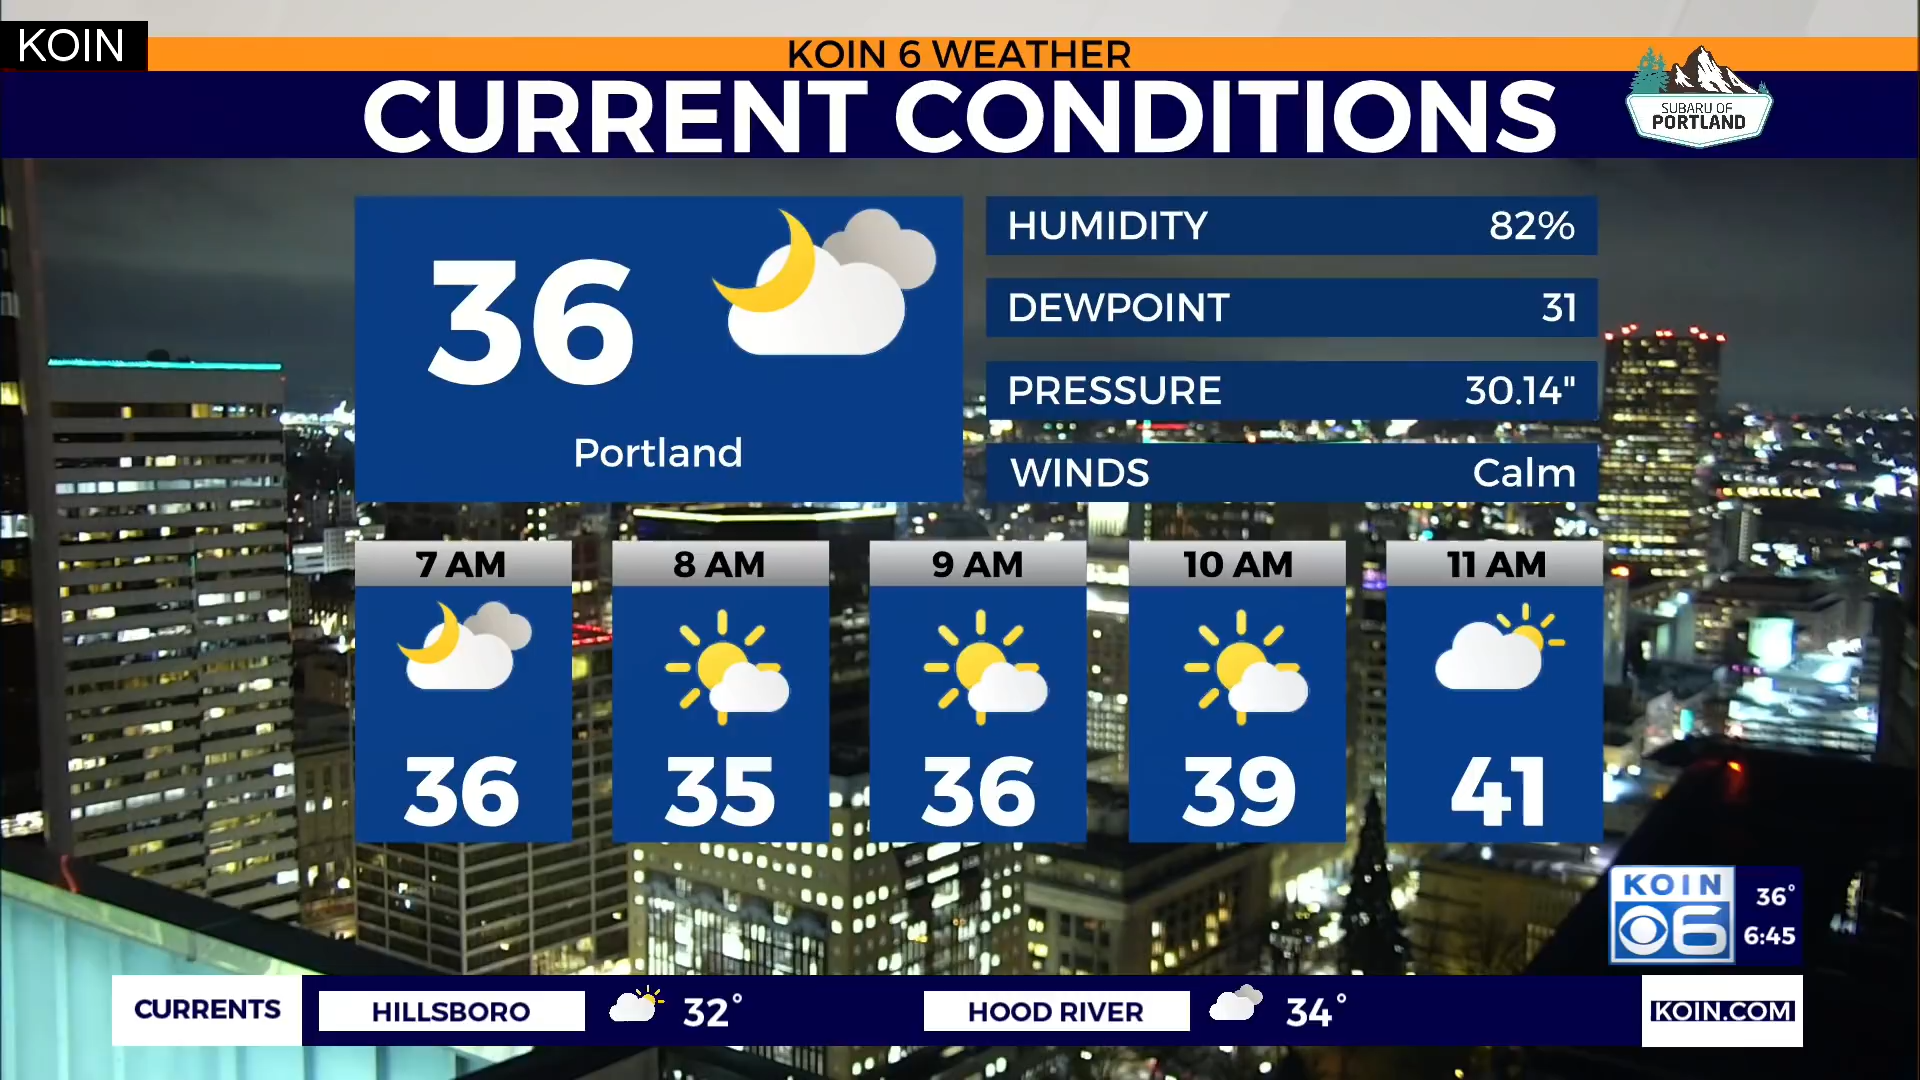 KOIN
KOIN 6 WEATHER
CURRENT CONDITIONS
SUBARU OF
PORTLAND
36
Portland
HUMIDITY 82%
DEWPOINT 31
PRESSURE 30.14"
WINDS Calm
7 AM 8 AM 9 AM 10 AM 11 AM
36 35 36 39 41
KOIN
6
36°
6:45
CURRENTS HILLSBORO 32° HOOD RIVER 34° KOIN.COM